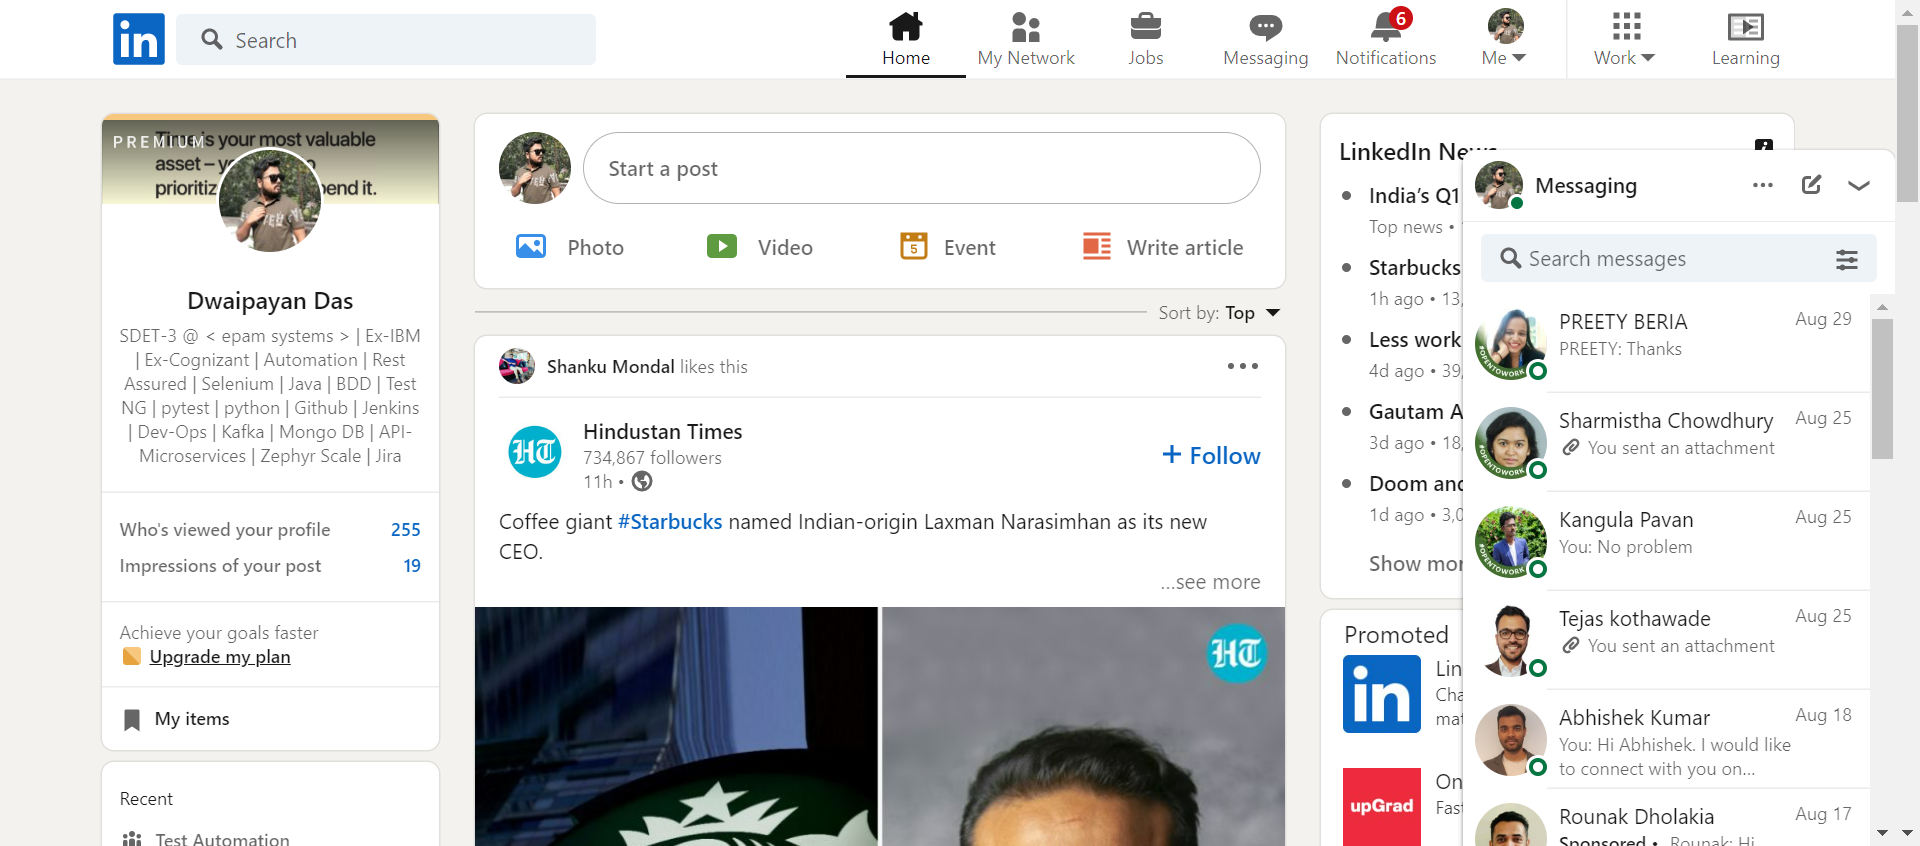 in
Search
Home
My Network
Jobs
Messaging
6
Notifications
Me
Work
Learning
PREMIUM
Time is your most valuable
asset –
prioritiz
end it.
Dwaipayan Das
SDET-3 @ < epam systems > | Ex-IBM
| Ex-Cognizant | Automation | Rest
Assured | Selenium | Java | BDD | Test
NG | pytest | python | Github | Jenkins
| Dev-Ops | Kafka | Mongo DB | API-
Microservices | Zephyr Scale | Jira
Who's viewed your profile 255
Impressions of your post 19
Achieve your goals faster
Upgrade my plan
My items
Recent
Test Automation
Start a post
Photo
Video
5
Event
Write article
Sort by: Top
Shanku Mondal likes this
HT
Hindustan Times
734,867 followers
11h •
+ Follow
Coffee giant #Starbucks named Indian-origin Laxman Narasimhan as its new
CEO.
...see more
HT
LinkedIn News
India's Q1
Top news •
Starbucks
1h ago • 13,
Less work
4d ago • 39,
Gautam A
3d ago • 18,
Doom and
1d ago • 3,0
Show mor
Promoted
in
Lin
Cha
mat
upGrad
On
Fast
Messaging
Search messages
PREETY BERIA Aug 29
PREETY: Thanks
#OPENTOWORK
Sharmistha Chowdhury Aug 25
You sent an attachment
#OPENTOWORK
Kangula Pavan Aug 25
You: No problem
#OPENTOWORK
Tejas kothawade Aug 25
You sent an attachment
Abhishek Kumar Aug 18
You: Hi Abhishek. I would like
to connect with you on...
Rounak Dholakia Aug 17
Sponsored • Rounak: Hi